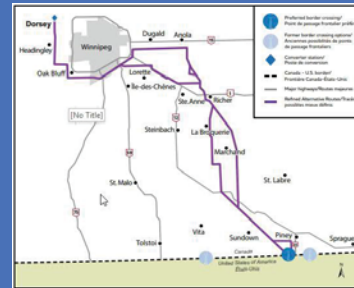 Dorsey
Headingley
Winnipeg
Dugald
Anola
Oak Bluff
Lorette
Île-des-Chênes
Ste. Anne
Richer
[No Title]
Steinbach
La Broquerie
Marchand
St. Labre
St. Malo
Vita
Sundown
Piney
Sprague
Tolstoi
Canada
United States of America
État-Unis
N
Preferred border crossing/
Point de passage frontalier préféré
Former border crossing options/
Anciennes possibilités de points
de passage frontaliers
Converter station/
Poste de conversion
Canada - U.S. border/
Frontière Canada-États-Unis
Major highways/Routes majeures
Refined Alternative Routes/Tracés
possibles mieux définis